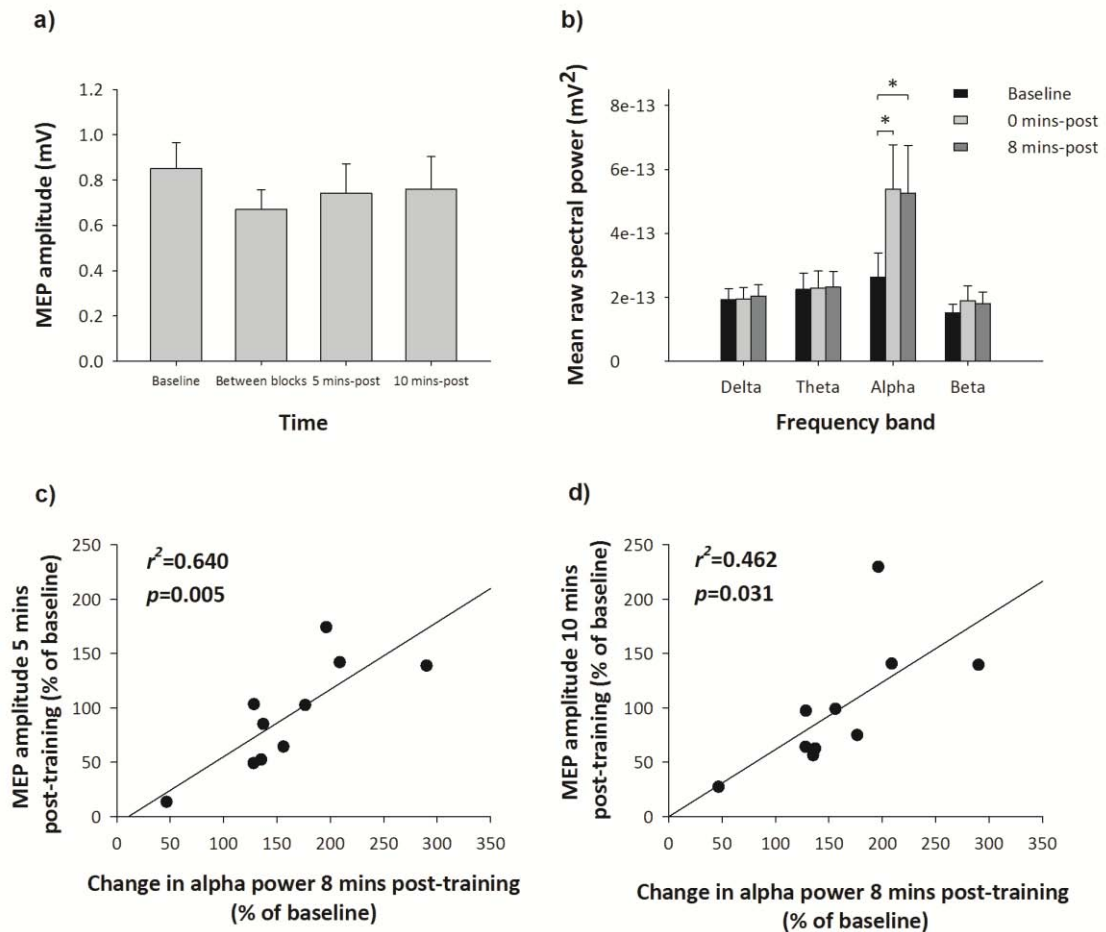 a)
MEP amplitude (mV)
1.2
1.0
0.8
0.6
0.4
0.2
0.0
Baseline
Between blocks
5 mins-post
10 mins-post
Time
b)
Mean raw spectral power (mV²)
8e-13
6e-13
4e-13
2e-13
0
*
*
Baseline
0 mins-post
8 mins-post
Delta
Theta
Alpha
Beta
Frequency band
c)
MEP amplitude 5 mins
post-training (% of baseline)
250
200
150
100
50
0
r²=0.640
p=0.005
0
50
100
150
200
250
300
350
Change in alpha power 8 mins post-training
(% of baseline)
d)
MEP amplitude 10 mins
post-training (% of baseline)
250
200
150
100
50
0
r²=0.462
p=0.031
0
50
100
150
200
250
300
350
Change in alpha power 8 mins post-training
(% of baseline)